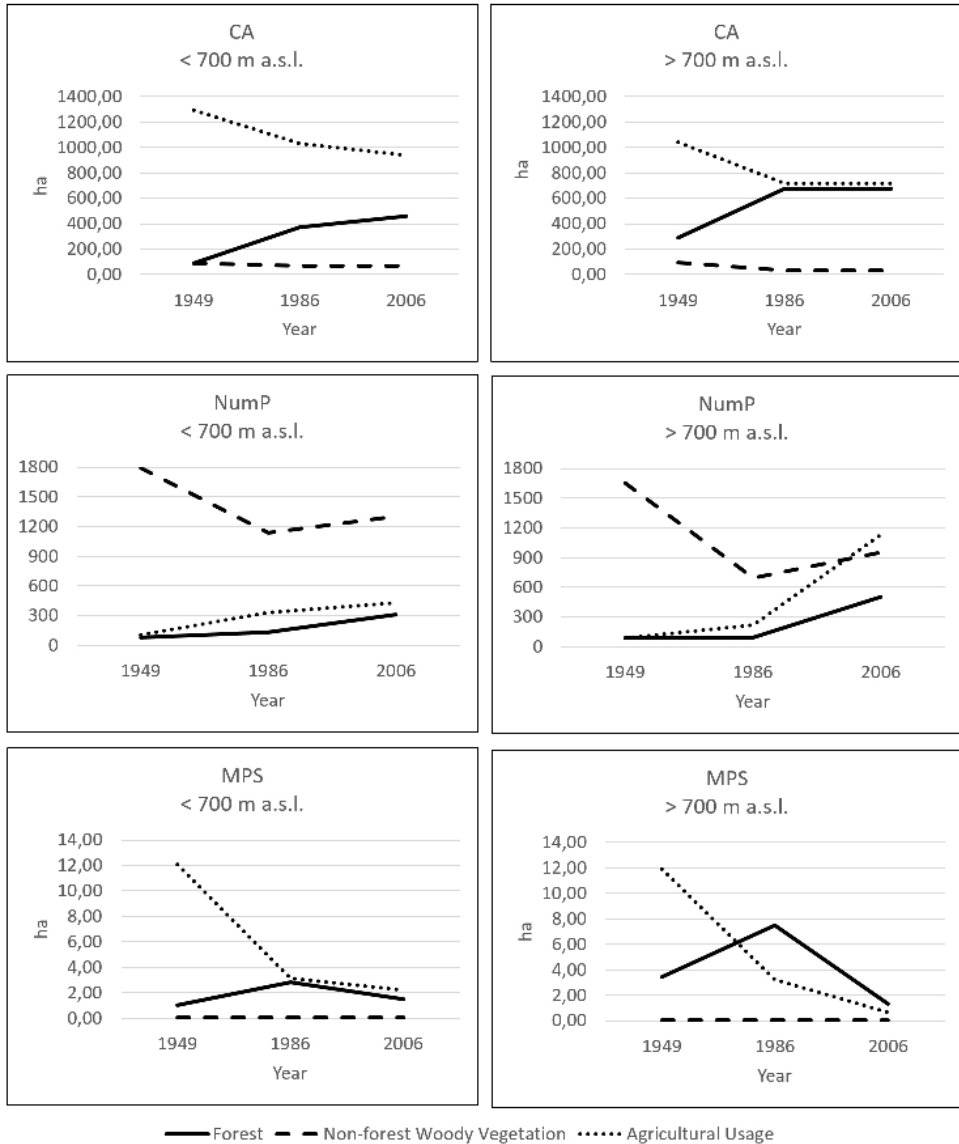 CA
< 700 m a.s.l.
1400,00
1200,00
1000,00
800,00
600,00
400,00
200,00
0,00
ha
1949 1986 2006
Year
CA
> 700 m a.s.l.
1400,00
1200,00
1000,00
800,00
600,00
400,00
200,00
0,00
ha
1949 1986 2006
Year
NumP
< 700 m a.s.l.
1800
1500
1200
900
600
300
0
1949 1986 2006
Year
NumP
> 700 m a.s.l.
1800
1500
1200
900
600
300
0
1949 1986 2006
Year
MPS
< 700 m a.s.l.
14,00
12,00
10,00
8,00
6,00
4,00
2,00
0,00
ha
1949 1986 2006
Year
MPS
> 700 m a.s.l.
14,00
12,00
10,00
8,00
6,00
4,00
2,00
0,00
ha
1949 1986 2006
Year
Forest Non-forest Woody Vegetation Agricultural Usage